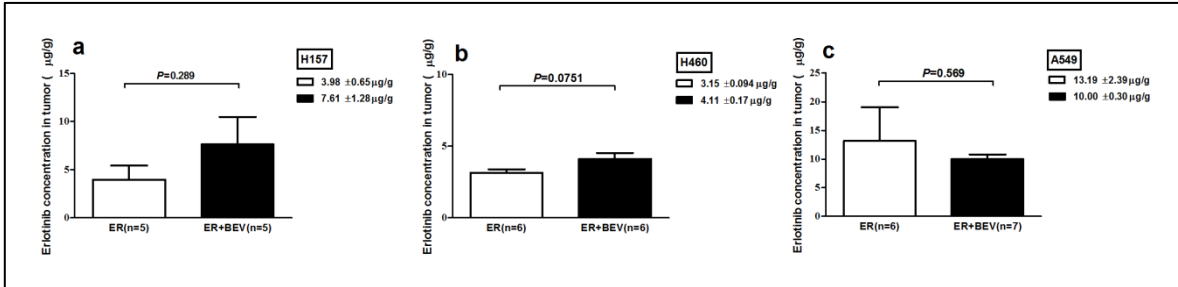 a
H157
3.98 ±0.65μg/g
7.61 ±1.28μg/g
P=0.289
Erlotinib concentration in tumor ( μg/g)
15
10
5
0
ER(n=5)
ER+BEV(n=5)
b
H460
3.15 ±0.094μg/g
4.11 ±0.17μg/g
P=0.0751
Erlotinib concentration in tumor ( μg/g)
10
5
0
ER(n=6)
ER+BEV(n=6)
c
A549
13.19 ±2.39μg/g
10.00 ±0.30μg/g
P=0.569
Erlotinib concentration in tumor ( μg/g)
25
20
15
10
5
0
ER(n=6)
ER+BEV(n=7)